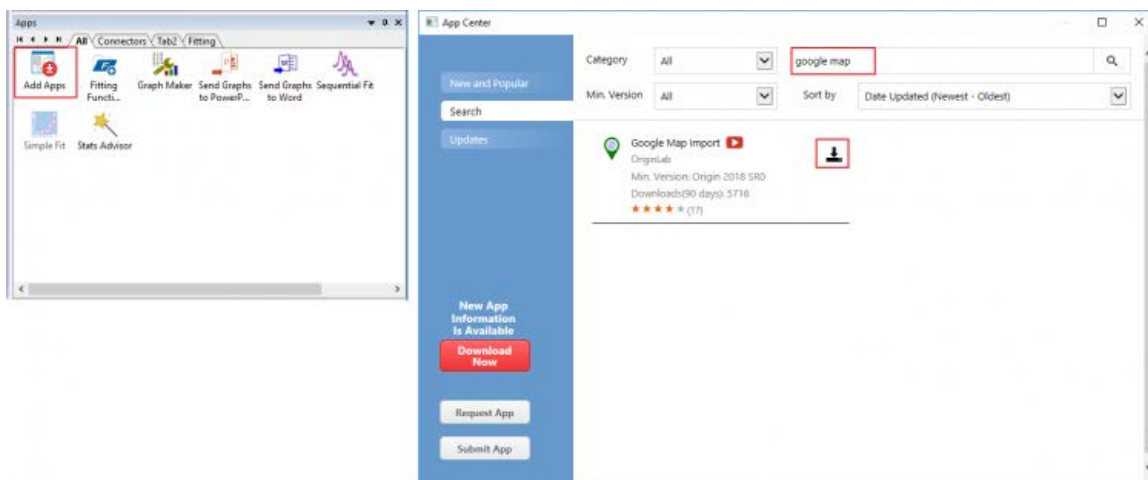 Apps
All Connectors Tab2 Fitting
Add Apps
Fitting Functi...
Graph Maker
Send Graphs to PowerP...
Send Graphs to Word
Sequential Fit
Simple Fit
Stats Advisor
App Center
New and Popular
Search
Updates
New App
Information
Is Available
Download
Now
Request App
Submit App
Category All google map
Min. Version All Sort by Date Updated (Newest - Oldest)
Google Map Import
OriginLab
Min. Version: Origin 2018 SR0
Downloads(90 days): 5716
(17)